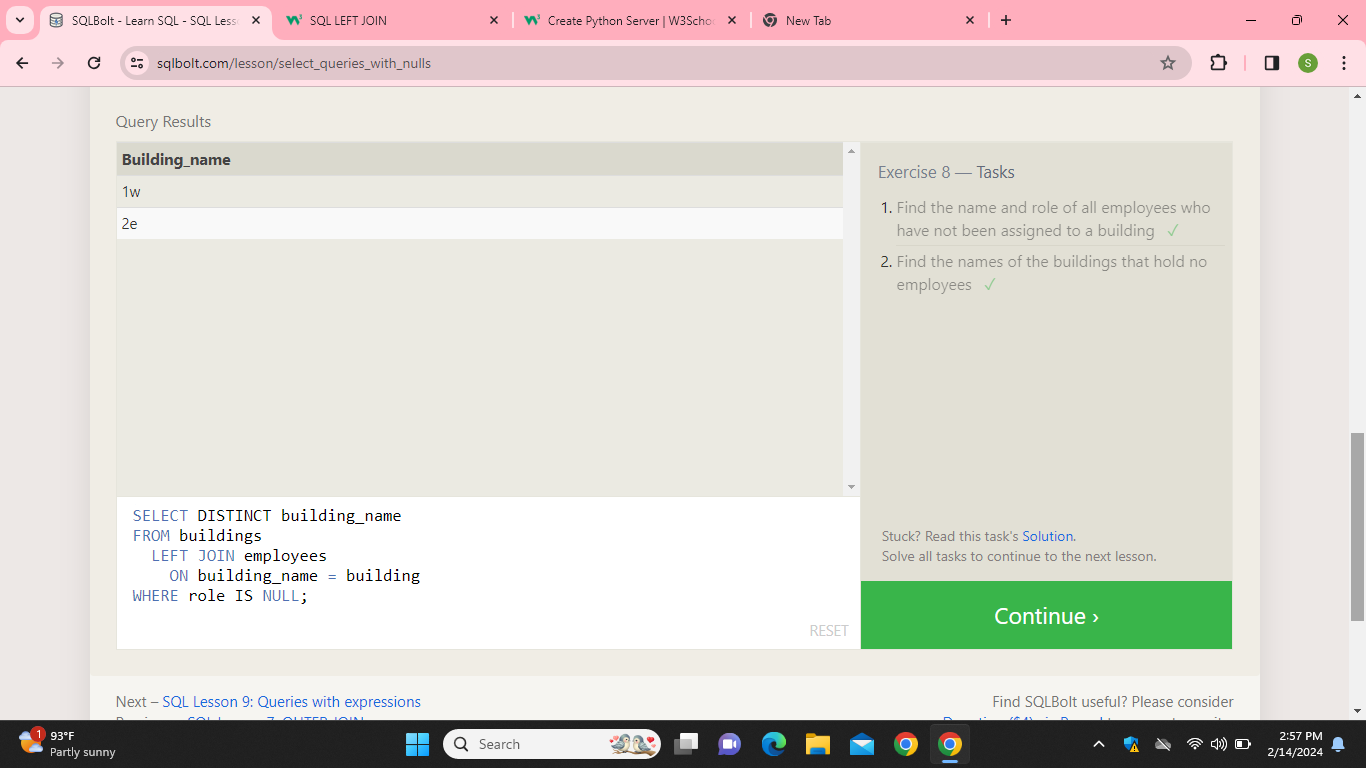 SQLBolt - Learn SQL - SQL Less
SQL LEFT JOIN
Create Python Server | W3Scho
New Tab
sqlbolt.com/lesson/select_queries_with_nulls
S
Query Results
Building_name
1w
2e
Exercise 8 — Tasks
1. Find the name and role of all employees who
have not been assigned to a building ✓
2. Find the names of the buildings that hold no
employees ✓
SELECT DISTINCT building_name
FROM buildings
LEFT JOIN employees
ON building_name = building
WHERE role IS NULL;
RESET
Stuck? Read this task's Solution.
Solve all tasks to continue to the next lesson.
Continue ›
Next – SQL Lesson 9: Queries with expressions
Find SQLBolt useful? Please consider
1
93°F
Partly sunny
Search
2:57 PM
2/14/2024